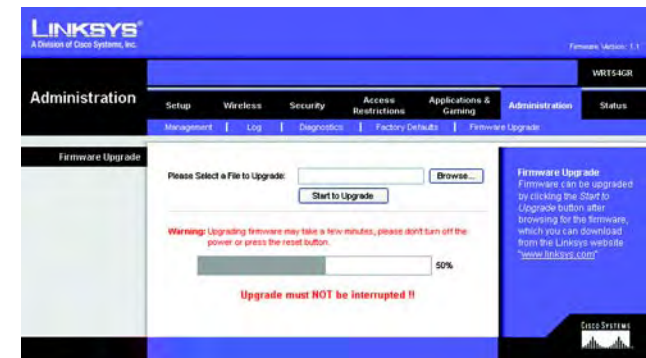 LINKSYS®
A Division of Cisco Systems, Inc.
Firmware Version: 1.1
WRT54GR
Administration
Setup
Wireless
Security
Access Restrictions
Applications & Gaming
Administration
Status
Management | Log | Diagnostics | Factory Defaults | Firmware Upgrade
Firmware Upgrade
Please Select a File to Upgrade:
Browse...
Start to Upgrade
Warning: Upgrading firmware may take a few minutes, please don't turn off the
power or press the reset button.
50%
Upgrade must NOT be interrupted !!
Firmware Upgrade
Firmware can be upgraded
by clicking the Start to
Upgrade button after
browsing for the firmware,
which you can download
from the Linksys website
"www.linksys.com"
CISCO SYSTEMS